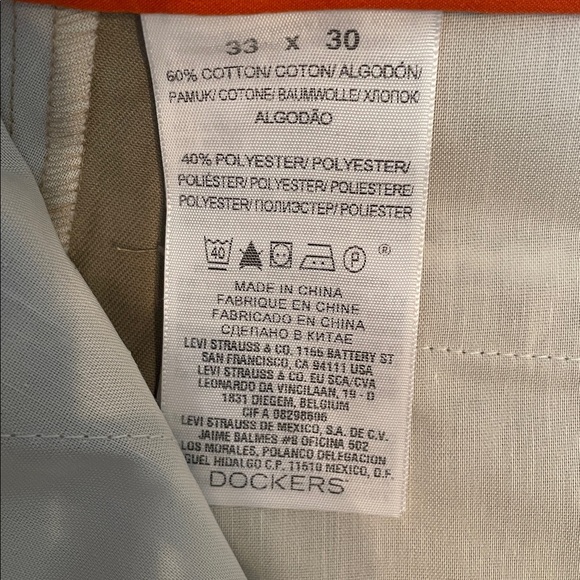 33 x 30
60% COTTON/ COTON/ ALGODÓN/
PAMUK/ COTONE/ BAUMWOLLE/ ХЛОПОК/
ALGODÃO
40% POLYESTER/ POLYESTER/
POLIÉSTER/ POLYESTER/ POLIESTERE/
POLYESTER/ ПОЛИЭСТЕР/ POLIESTER
40 P ®
MADE IN CHINA
FABRIQUE EN CHINE
FABRICADO EN CHINA
СДЕЛАНО В КИТАЕ
LEVI STRAUSS & CO. 1155 BATTERY ST
SAN FRANCISCO, CA 94111 USA
LEVI STRAUSS & CO. EU SCA/CVA
LEONARDO DA VINCILAAN, 19 - D
1831 DIEGEM, BELGIUM
CIF A 08298696
LEVI STRAUSS DE MEXICO, S.A. DE C.V.
JAIME BALMES #8 OFICINA 502
LOS MORALES, POLANCO DELEGACION
GUEL HIDALGO C.P. 11510 MEXICO, D.F.
DOCKERS